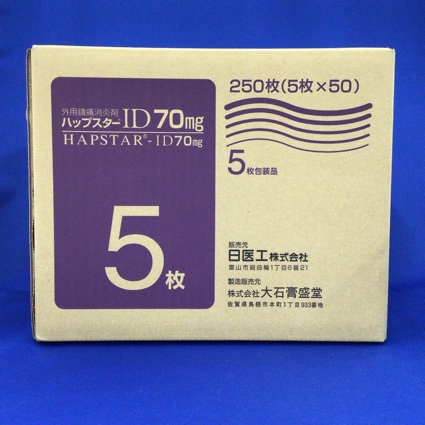 外用鎮痛消炎剤
ハップスターID 70mg
HAPSTAR®-ID70mg
5枚
250枚(5枚×50)
5枚包装品
販売元
日医工株式会社
富山市総曲輪1丁目6番21
製造販売元
株式会社 大石膏盛堂
佐賀県鳥栖市本町1丁目933番地